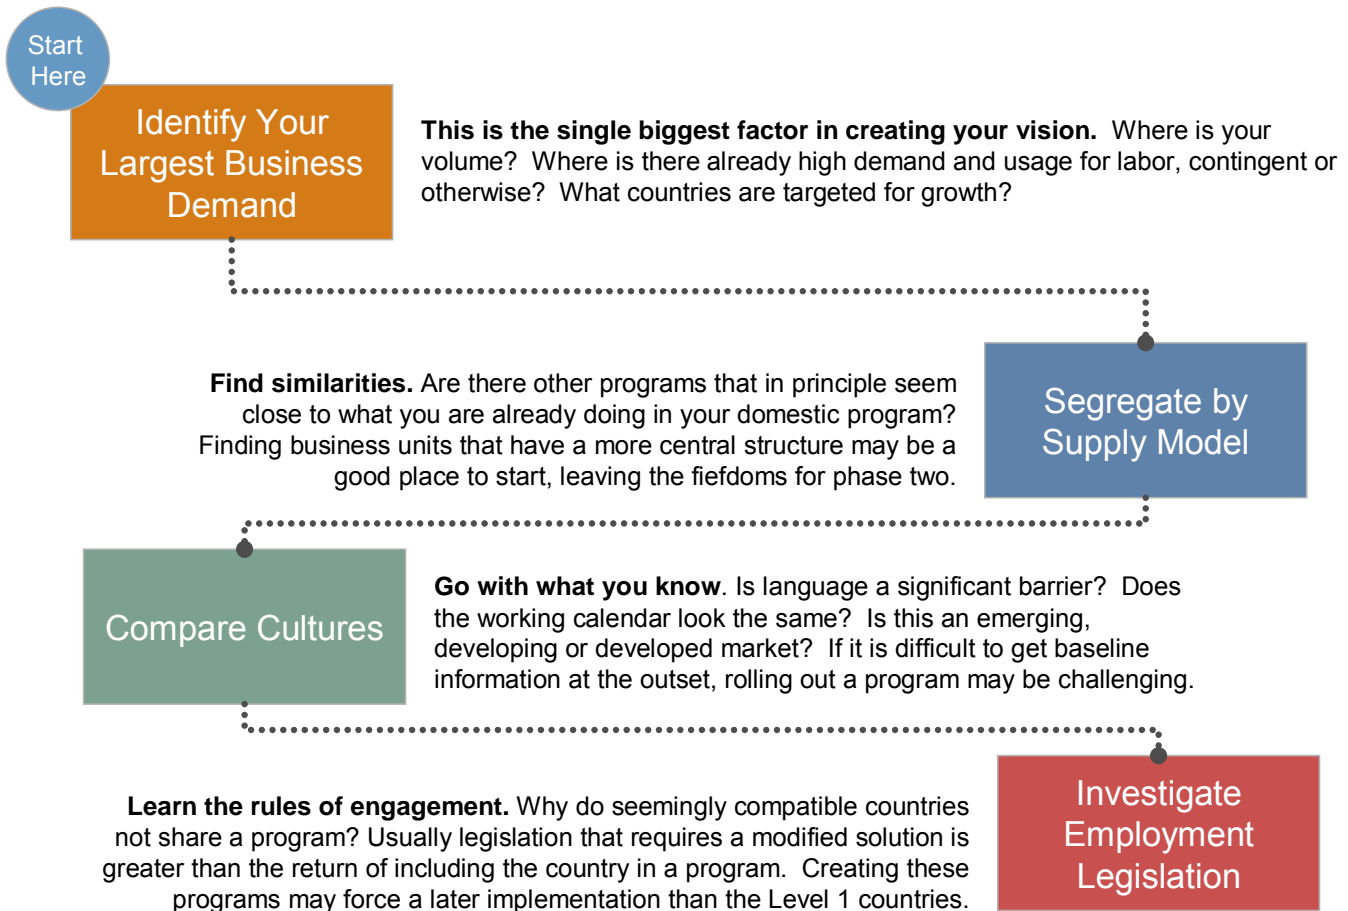 Start
Here
Identify Your
Largest Business
Demand
This is the single biggest factor in creating your vision. Where is your
volume? Where is there already high demand and usage for labor, contingent or
otherwise? What countries are targeted for growth?
Find similarities. Are there other programs that in principle seem
close to what you are already doing in your domestic program?
Finding business units that have a more central structure may be a
good place to start, leaving the fiefdoms for phase two.
Segregate by
Supply Model
Compare Cultures
Go with what you know. Is language a significant barrier? Does
the working calendar look the same? Is this an emerging,
developing or developed market? If it is difficult to get baseline
information at the outset, rolling out a program may be challenging.
Learn the rules of engagement. Why do seemingly compatible countries
not share a program? Usually legislation that requires a modified solution is
greater than the return of including the country in a program. Creating these
programs may force a later implementation than the Level 1 countries.
Investigate
Employment
Legislation